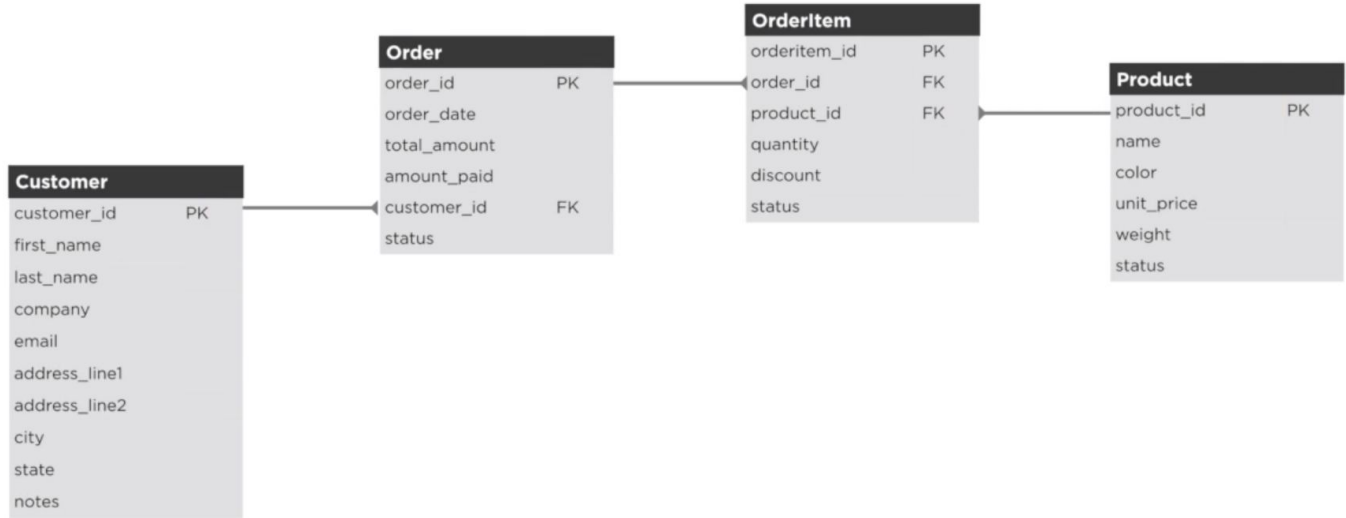 Customer
customer_id PK
first_name
last_name
company
email
address_line1
address_line2
city
state
notes
Order
order_id PK
order_date
total_amount
amount_paid
customer_id FK
status
OrderItem
orderitem_id PK
order_id FK
product_id FK
quantity
discount
status
Product
product_id PK
name
color
unit_price
weight
status